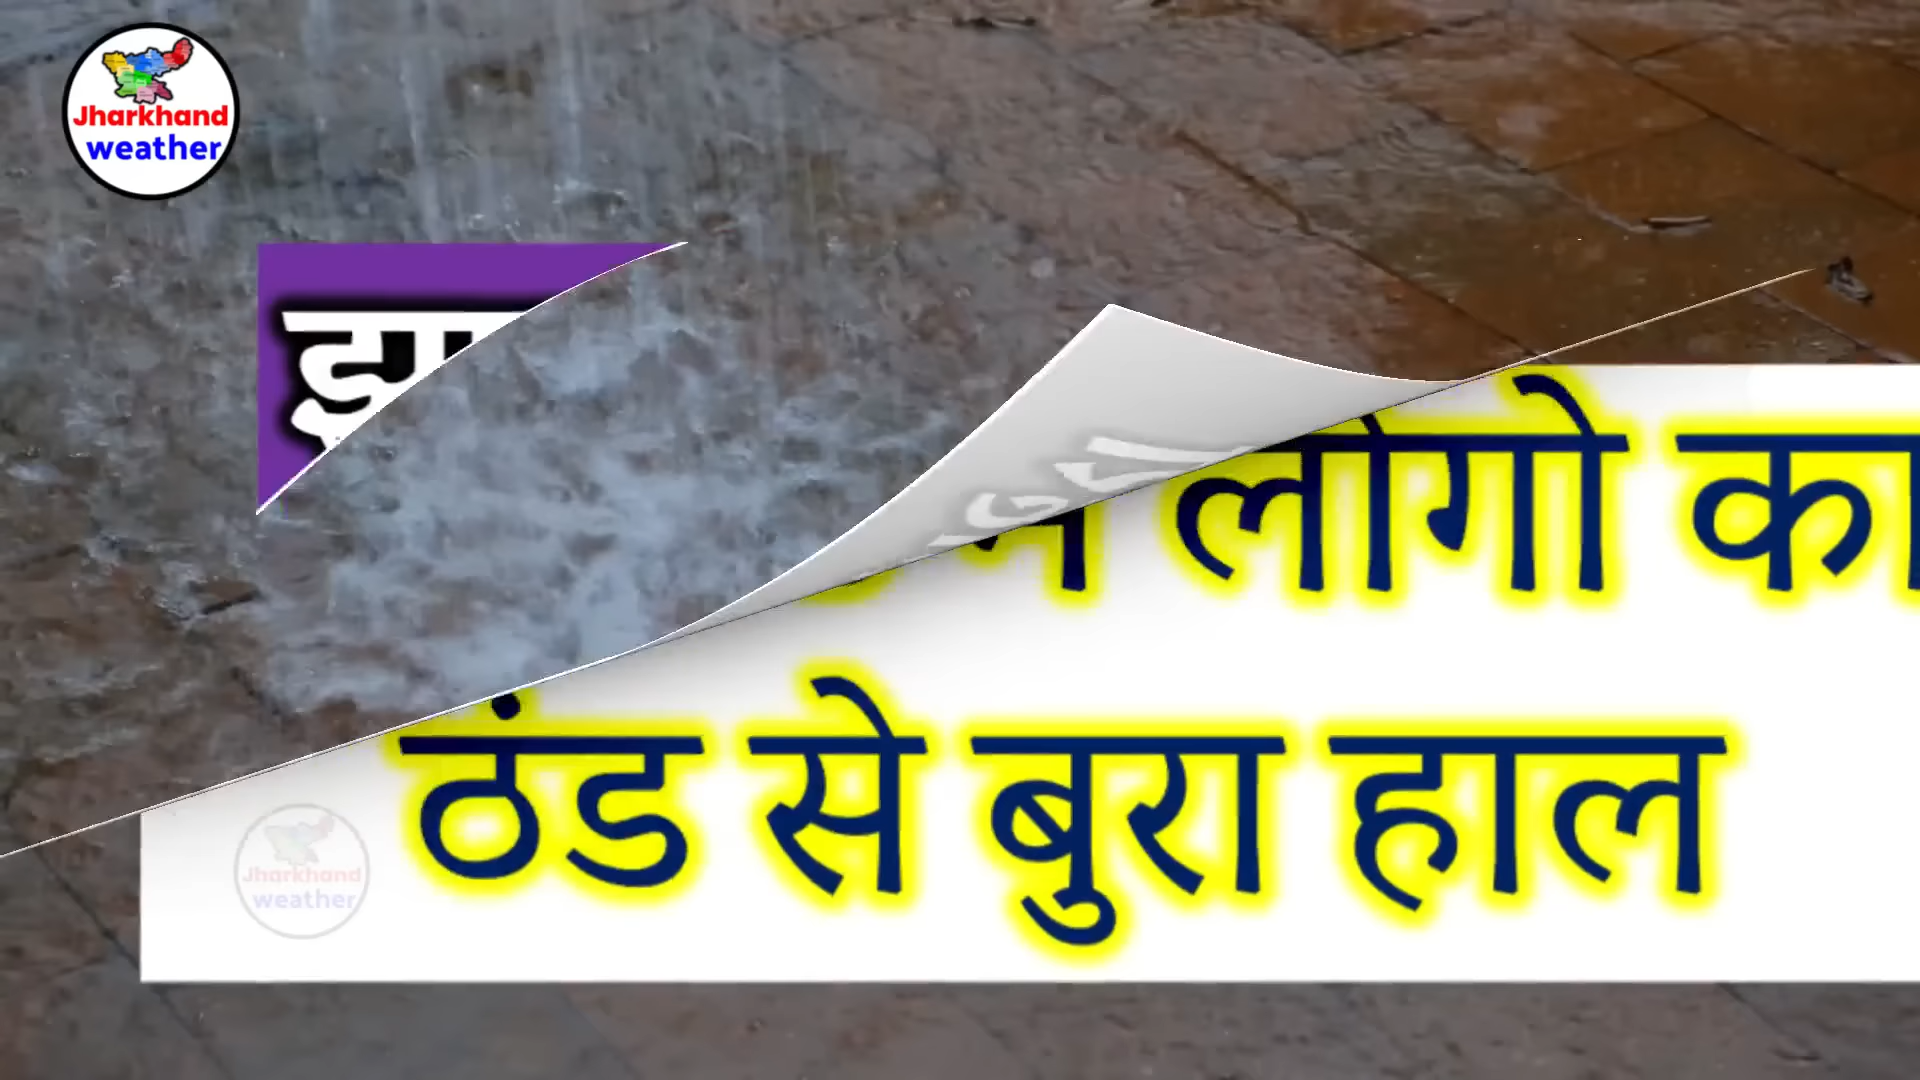 Jharkhand
weather
लोगो का
ठंड से बुरा हाल
Jharkhand
weather